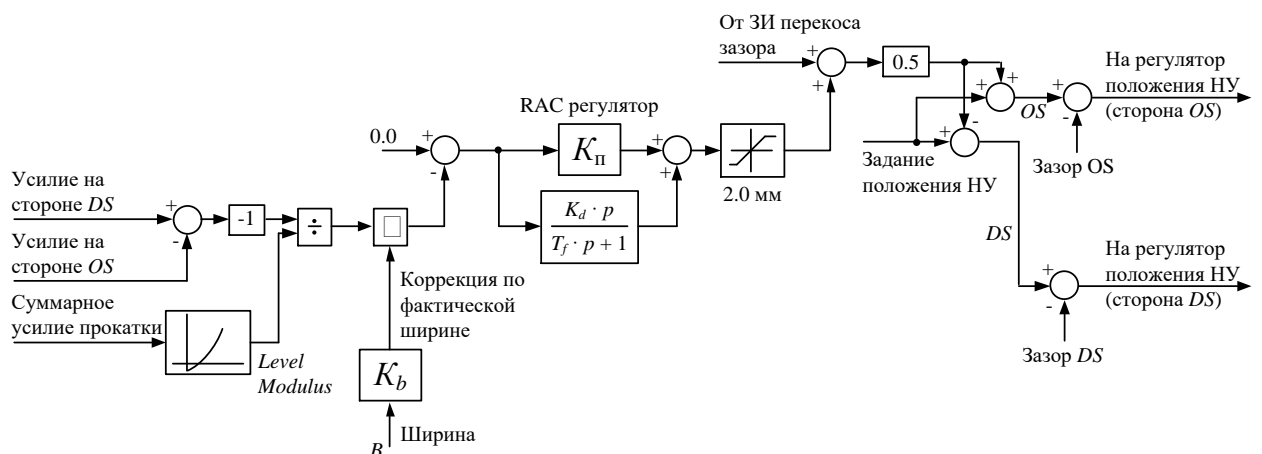 От ЗИ перекоса
зазора
+
+
0.5
+
+
OS
+
-
На регулятор
положения НУ
(сторона OS)
Зазор OS
-
+
Задание
положения НУ
DS
+
-
На регулятор
положения НУ
(сторона DS)
Зазор DS
RAC регулятор
0.0
+
-
Kп
+
+
2.0 мм
Kd · p
Tf · p + 1
Усилие на
стороне DS
+
-
-1
÷
Усилие на
стороне OS
Суммарное
усилие прокатки
Level
Modulus
Коррекция по
фактической
ширине
Kb
Ширина
B